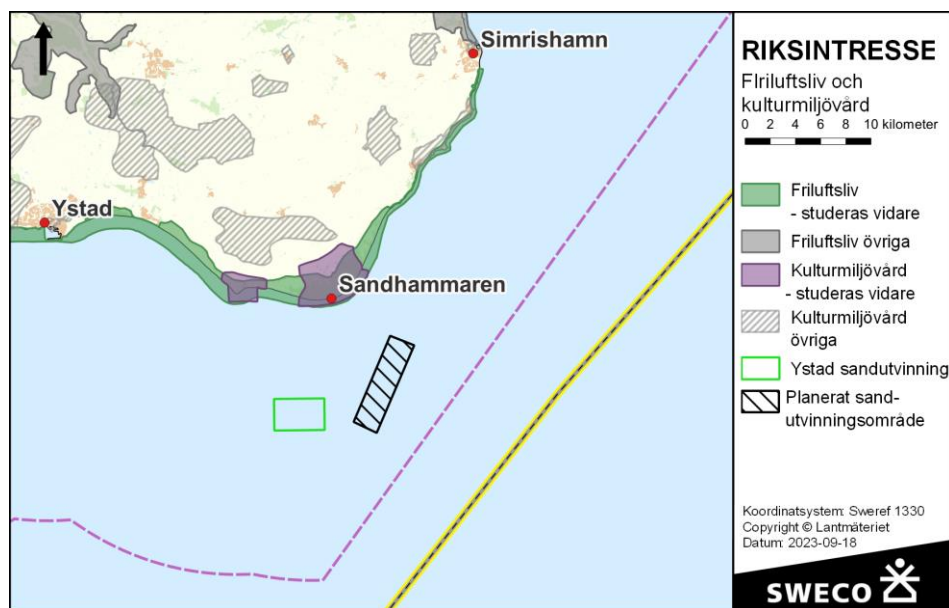 Simrishamn
Ystad
Sandhammaren
RIKSINTRESSE
Flriluftsliv och
kulturmiljövård
0 2 4 6 8 10 kilometer
Friluftsliv
- studeras vidare
Friluftsliv övriga
Kulturmiljövård
- studeras vidare
Kulturmiljövård
övriga
Ystad sandutvinning
Planerat sand-
utvinningsområde
Koordinatsystem: Sweref 1330
Copyright © Lantmäteriet
Datum: 2023-09-18
SWECO